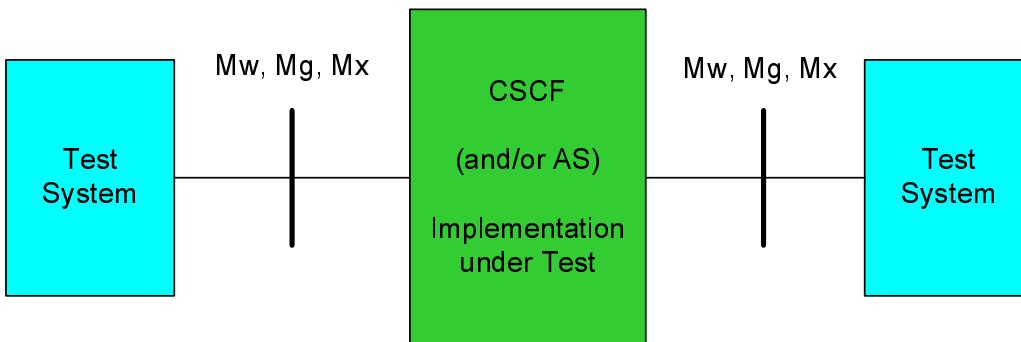 Mw, Mg, Mx
Mw, Mg, Mx
CSCF
(and/or AS)
Implementation
under Test
Test
System
Test
System